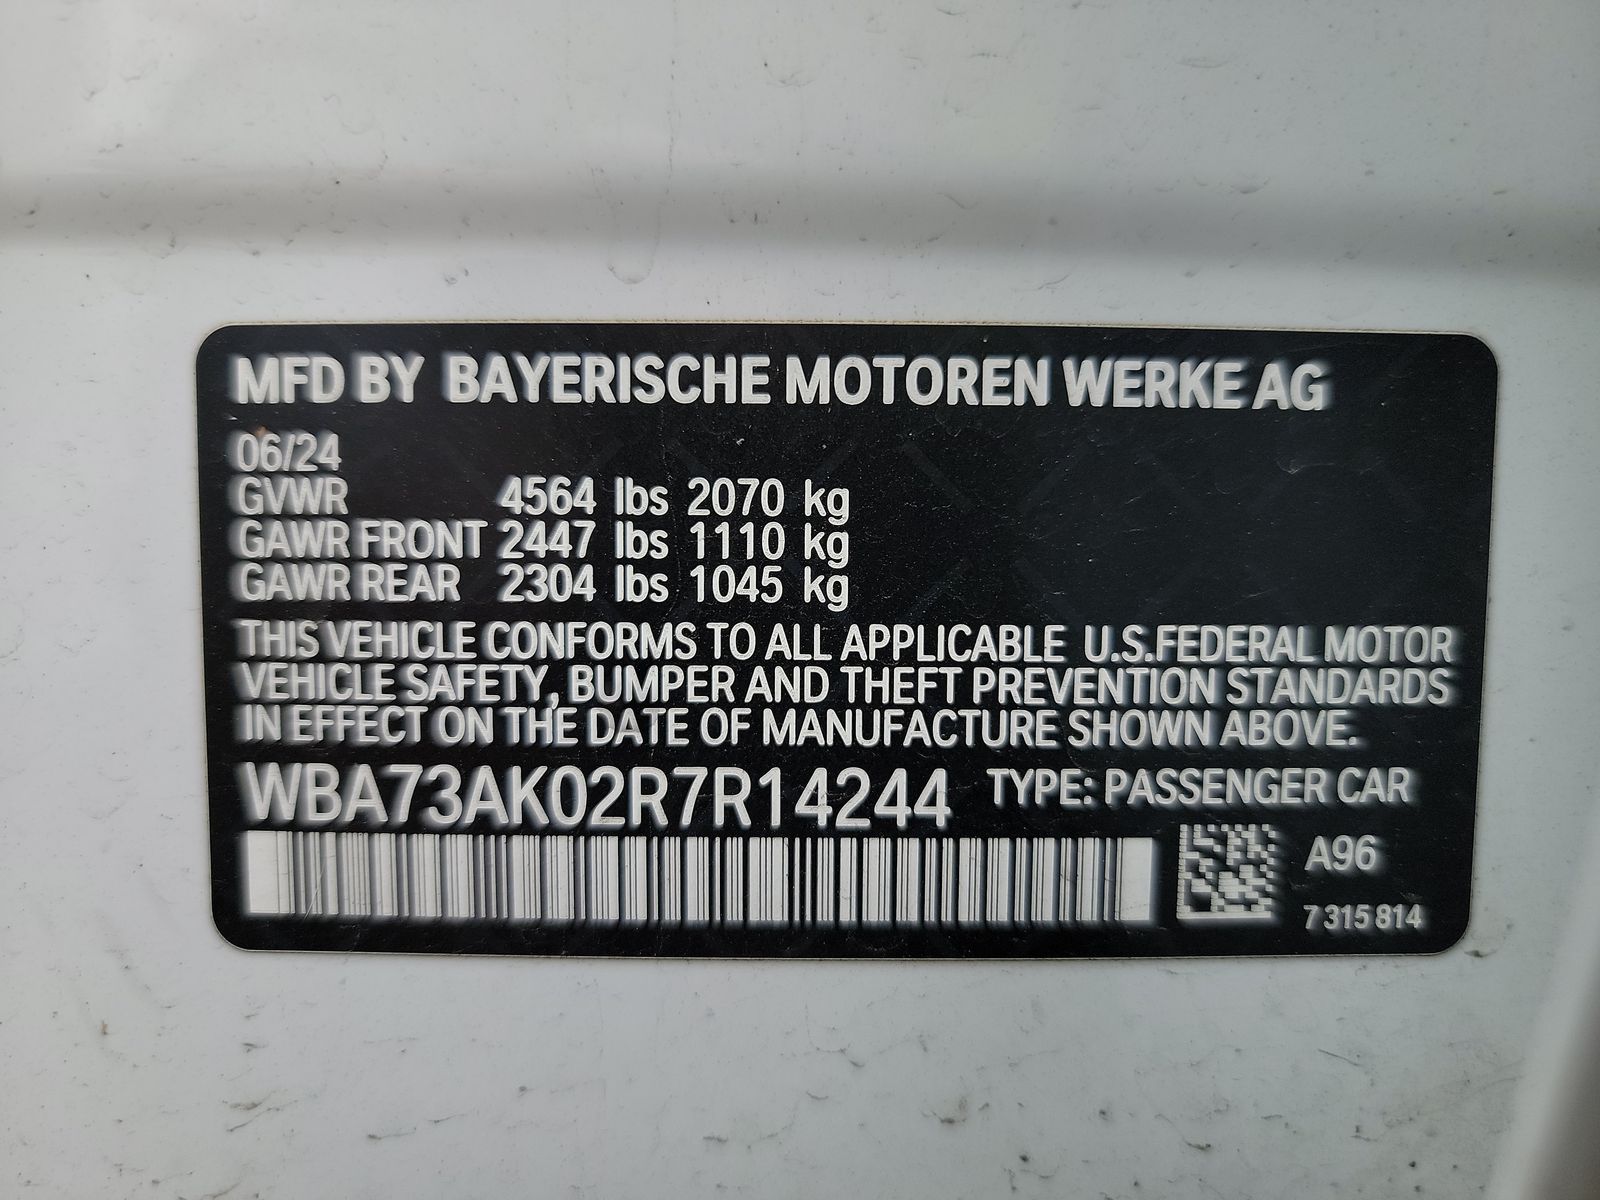 MFD BY BAYERISCHE MOTOREN WERKE AG
06/24
GVWR 4564 lbs 2070 kg
GAWR FRONT 2447 lbs 1110 kg
GAWR REAR 2304 lbs 1045 kg
THIS VEHICLE CONFORMS TO ALL APPLICABLE U.S.FEDERAL MOTOR
VEHICLE SAFETY, BUMPER AND THEFT PREVENTION STANDARDS
IN EFFECT ON THE DATE OF MANUFACTURE SHOWN ABOVE.
WBA73AK02R7R14244 TYPE: PASSENGER CAR
A96
7 315 814